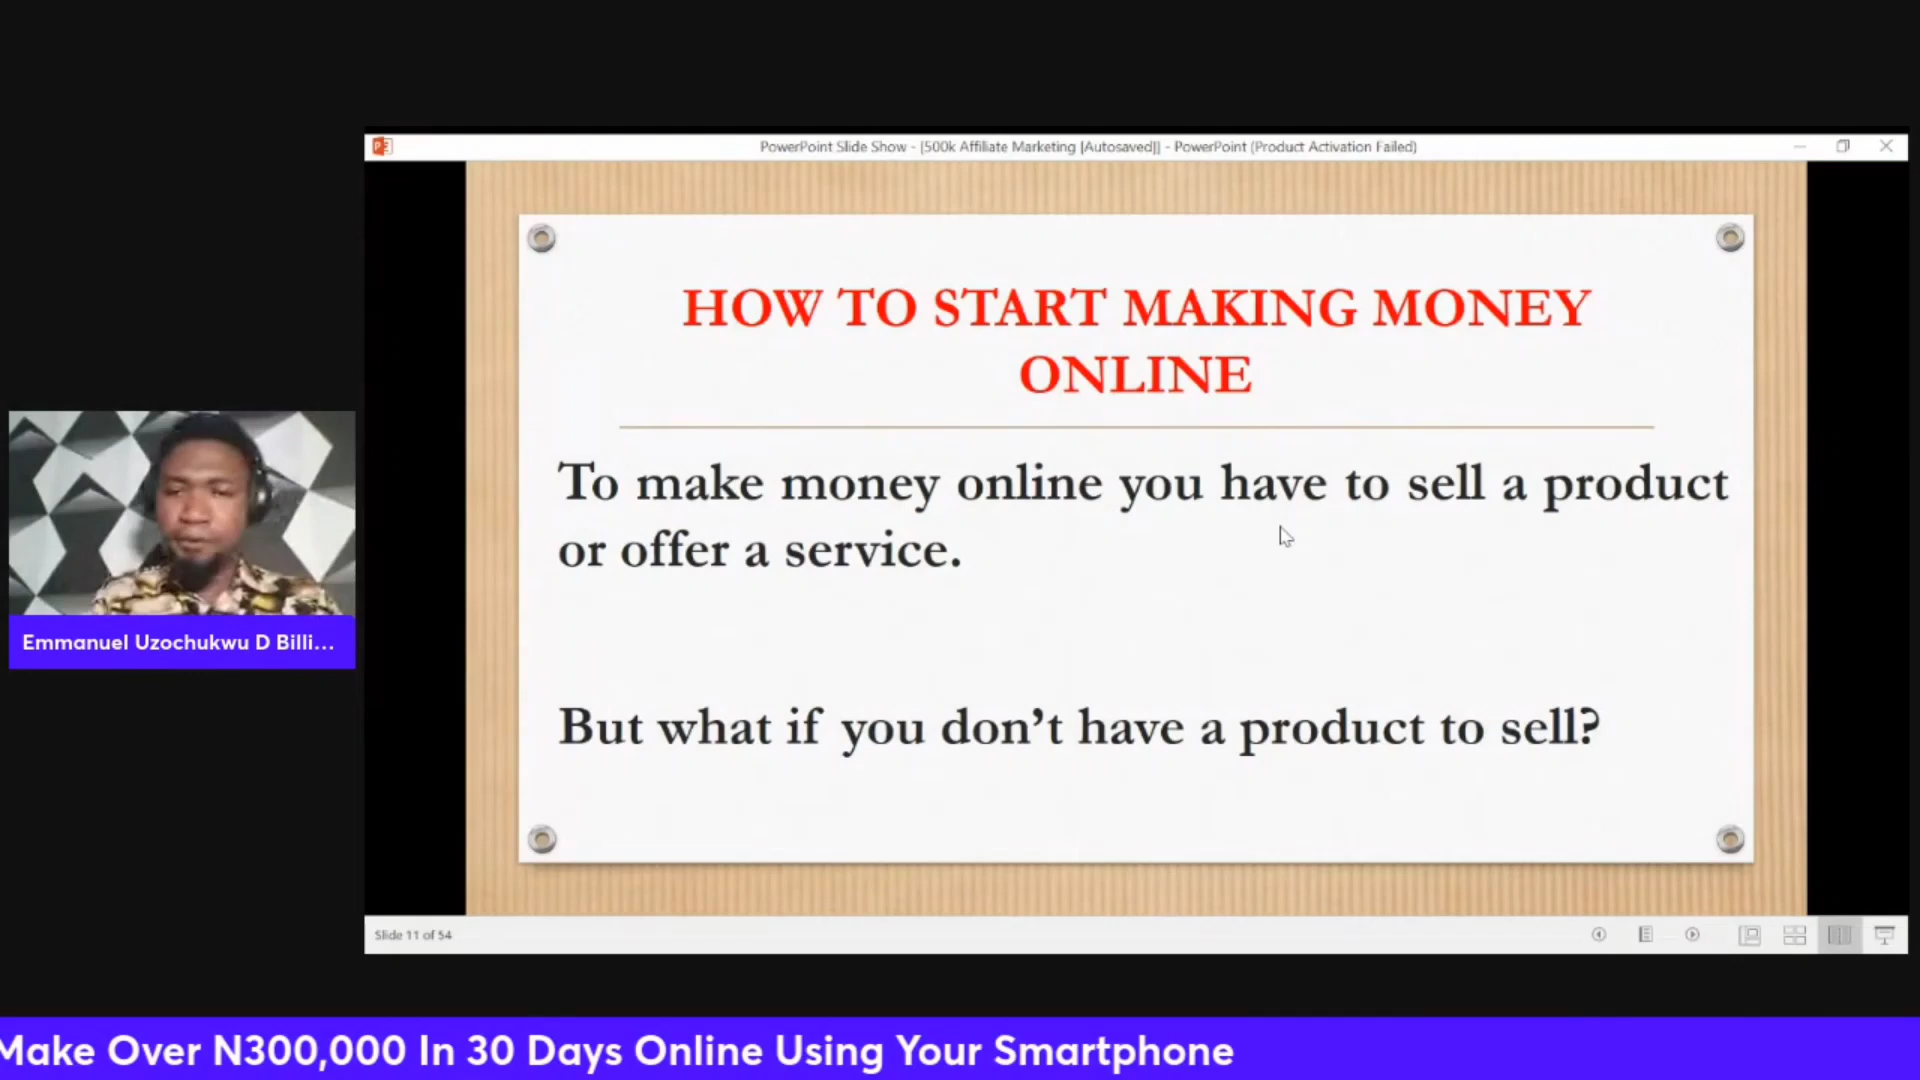 PowerPoint Slide Show - [500k Affiliate Marketing [Autosaved]] - PowerPoint (Product Activation Failed)
HOW TO START MAKING MONEY
ONLINE
To make money online you have to sell a product
or offer a service.
But what if you don't have a product to sell?
Emmanuel Uzochukwu D Billi...
Slide 11 of 54
Make Over N300,000 In 30 Days Online Using Your Smartphone